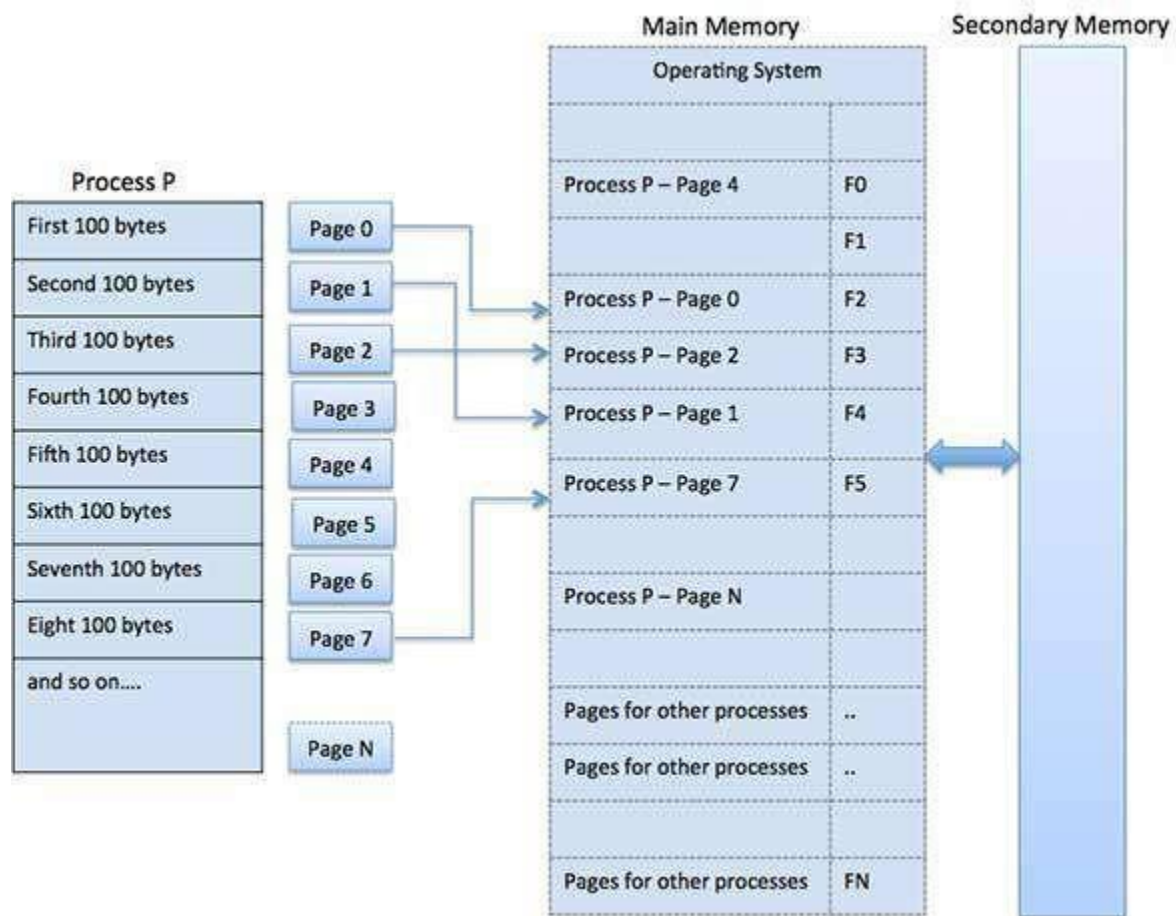 Main Memory
Secondary Memory
Operating System
Process P
First 100 bytes
Second 100 bytes
Third 100 bytes
Fourth 100 bytes
Fifth 100 bytes
Sixth 100 bytes
Seventh 100 bytes
Eight 100 bytes
and so on....
Page 0
Page 1
Page 2
Page 3
Page 4
Page 5
Page 6
Page 7
Page N
Process P – Page 4 F0
F1
Process P – Page 0 F2
Process P – Page 2 F3
Process P – Page 1 F4
Process P – Page 7 F5
Process P – Page N
Pages for other processes ..
Pages for other processes ..
Pages for other processes FN